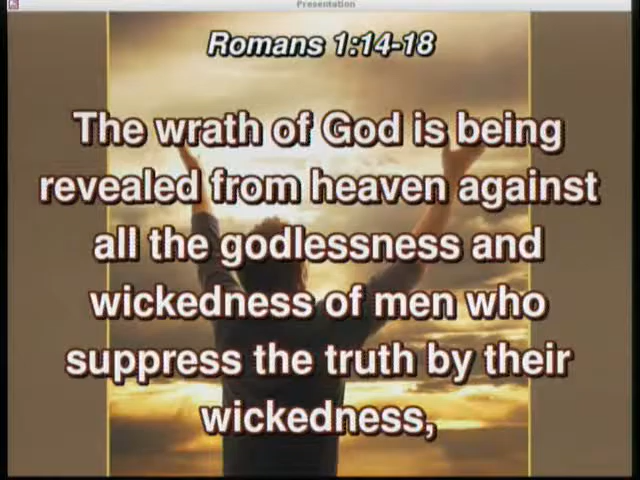 Presentation
Romans 1:14-18
The wrath of God is being
revealed from heaven against
all the godlessness and
wickedness of men who
suppress the truth by their
wickedness,